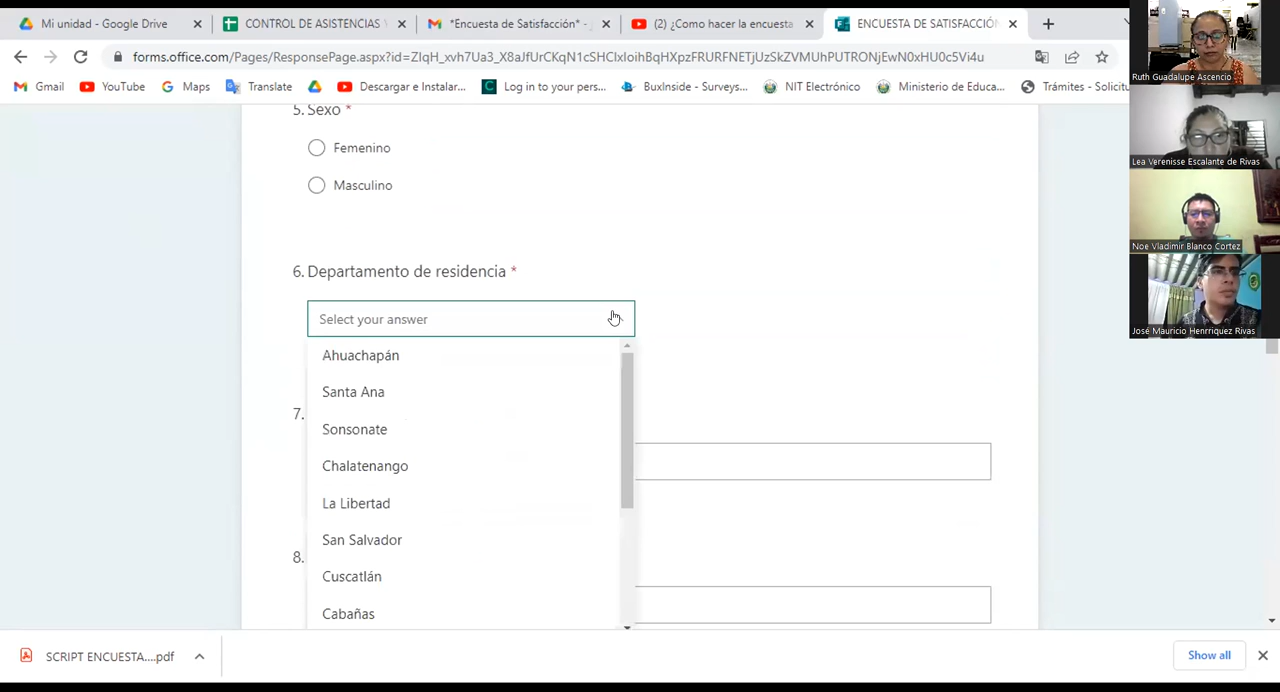 Mi unidad - Google Drive
CONTROL DE ASISTENCIAS
*Encuesta de Satisfacción* -
(2) ¿Como hacer la encuesta
ENCUESTA DE SATISFACCIÓN
forms.office.com/Pages/ResponsePage.aspx?id=ZIqH_xvh7Ua3_X8aJfUrCKqN1cSHClxIoihBqHXpzFRURFNETjUzSkZVMUhPUTRONjEwN0xHU0c5Vi4u
Gmail
YouTube
Maps
Translate
Descargar e Instalar...
Log in to your pers...
BuxInside - Surveys...
NIT Electrónico
Ministerio de Educa...
Trámites - Solicitu
5. Sexo *
Femenino
Masculino
6. Departamento de residencia *
Select your answer
Ahuachapán
Santa Ana
Sonsonate
Chalatenango
La Libertad
San Salvador
Cuscatlán
Cabañas
7.
8.
SCRIPT ENCUESTA....pdf
Show all
Ruth Guadalupe Ascencio
Lea Verenisse Escalante de Rivas
Noe Vladimir Blanco Cortez
José Mauricio Henrriquez Rivas